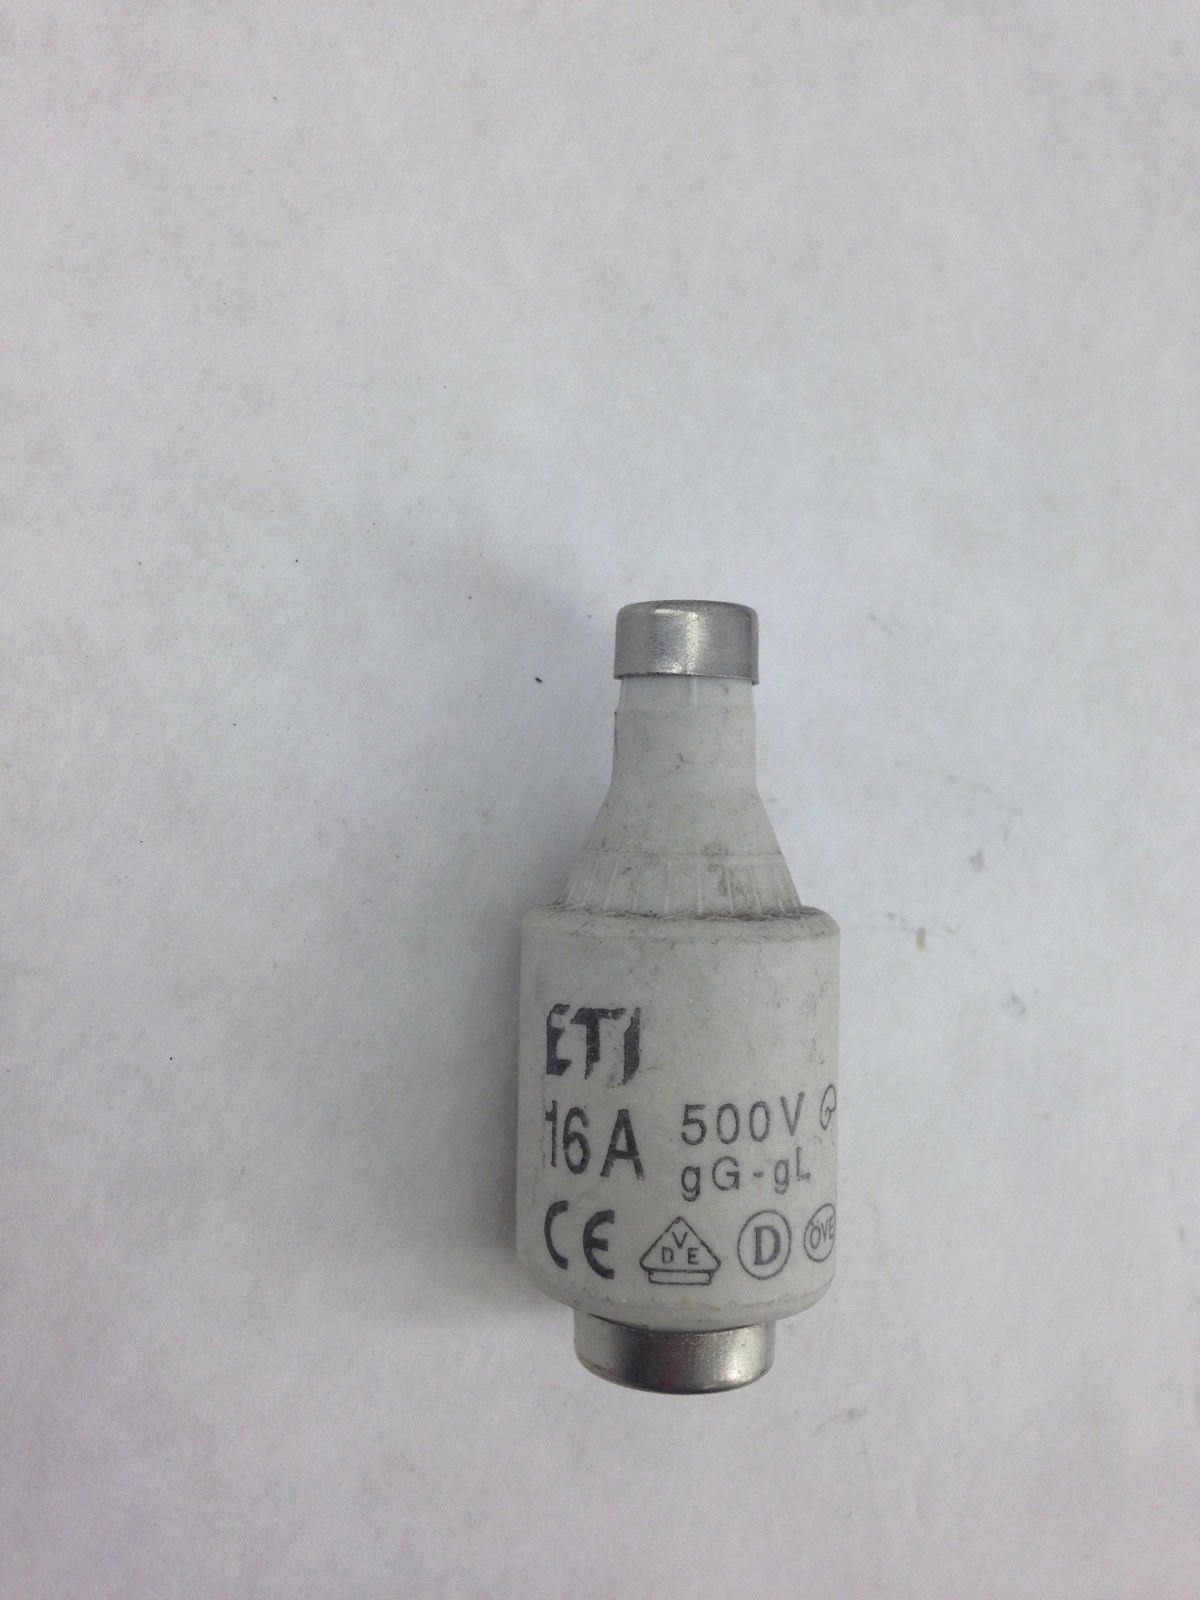 ETI
16A 500V
gG-gL
CE VDE D ÖVE